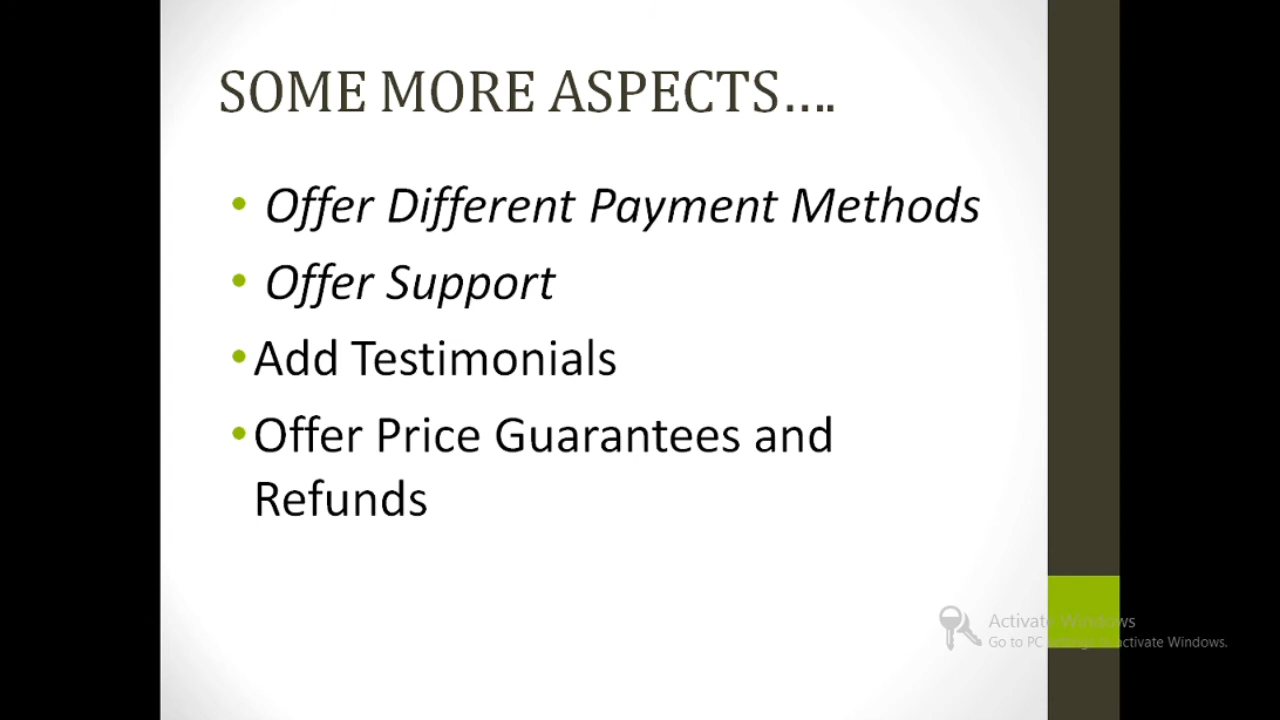 SOME MORE ASPECTS....
• Offer Different Payment Methods
• Offer Support
• Add Testimonials
• Offer Price Guarantees and
Refunds
Activate Windows
Go to PC settings to activate Windows.